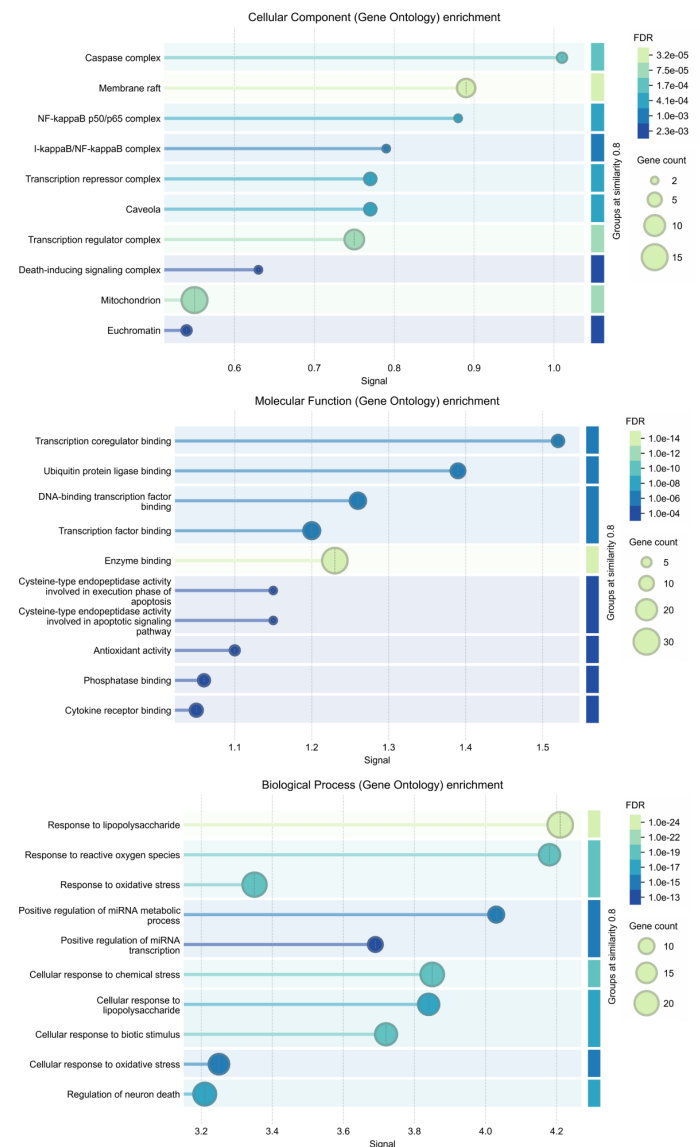 Cellular Component (Gene Ontology) enrichment
Caspase complex
Membrane raft
NF-kappaB p50/p65 complex
I-kappaB/NF-kappaB complex
Transcription repressor complex
Caveola
Transcription regulator complex
Death-inducing signaling complex
Mitochondrion
Euchromatin
0.6 0.7 0.8 0.9 1.0
Signal
Groups at similarity 0.8
FDR
3.2e-05
7.5e-05
1.7e-04
4.1e-04
1.0e-03
2.3e-03
Gene count
2
5
10
15
Molecular Function (Gene Ontology) enrichment
Transcription coregulator binding
Ubiquitin protein ligase binding
DNA-binding transcription factor
binding
Transcription factor binding
Enzyme binding
Cysteine-type endopeptidase activity
involved in execution phase of
apoptosis
Cysteine-type endopeptidase activity
involved in apoptotic signaling
pathway
Antioxidant activity
Phosphatase binding
Cytokine receptor binding
1.1 1.2 1.3 1.4 1.5
Signal
Groups at similarity 0.8
FDR
1.0e-14
1.0e-12
1.0e-10
1.0e-08
1.0e-06
1.0e-04
Gene count
5
10
20
30
Biological Process (Gene Ontology) enrichment
Response to lipopolysaccharide
Response to reactive oxygen species
Response to oxidative stress
Positive regulation of miRNA metabolic
process
Positive regulation of miRNA
transcription
Cellular response to chemical stress
Cellular response to
lipopolysaccharide
Cellular response to biotic stimulus
Cellular response to oxidative stress
Regulation of neuron death
3.2 3.4 3.6 3.8 4.0 4.2
Signal
Groups at similarity 0.8
FDR
1.0e-24
1.0e-22
1.0e-19
1.0e-17
1.0e-15
1.0e-13
Gene count
10
15
20